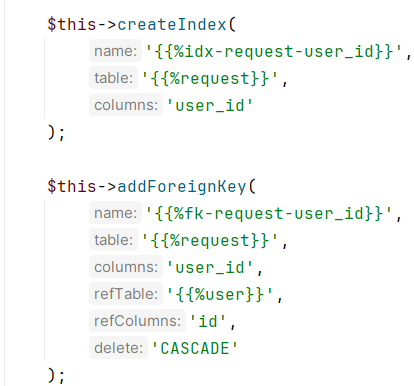 $this->createIndex(
name: '{{%idx-request-user_id}}',
table: '{{%request}}',
columns: 'user_id'
);
$this->addForeignKey(
name: '{{%fk-request-user_id}}',
table: '{{%request}}',
columns: 'user_id',
refTable: '{{%user}}',
refColumns: 'id',
delete: 'CASCADE'
);